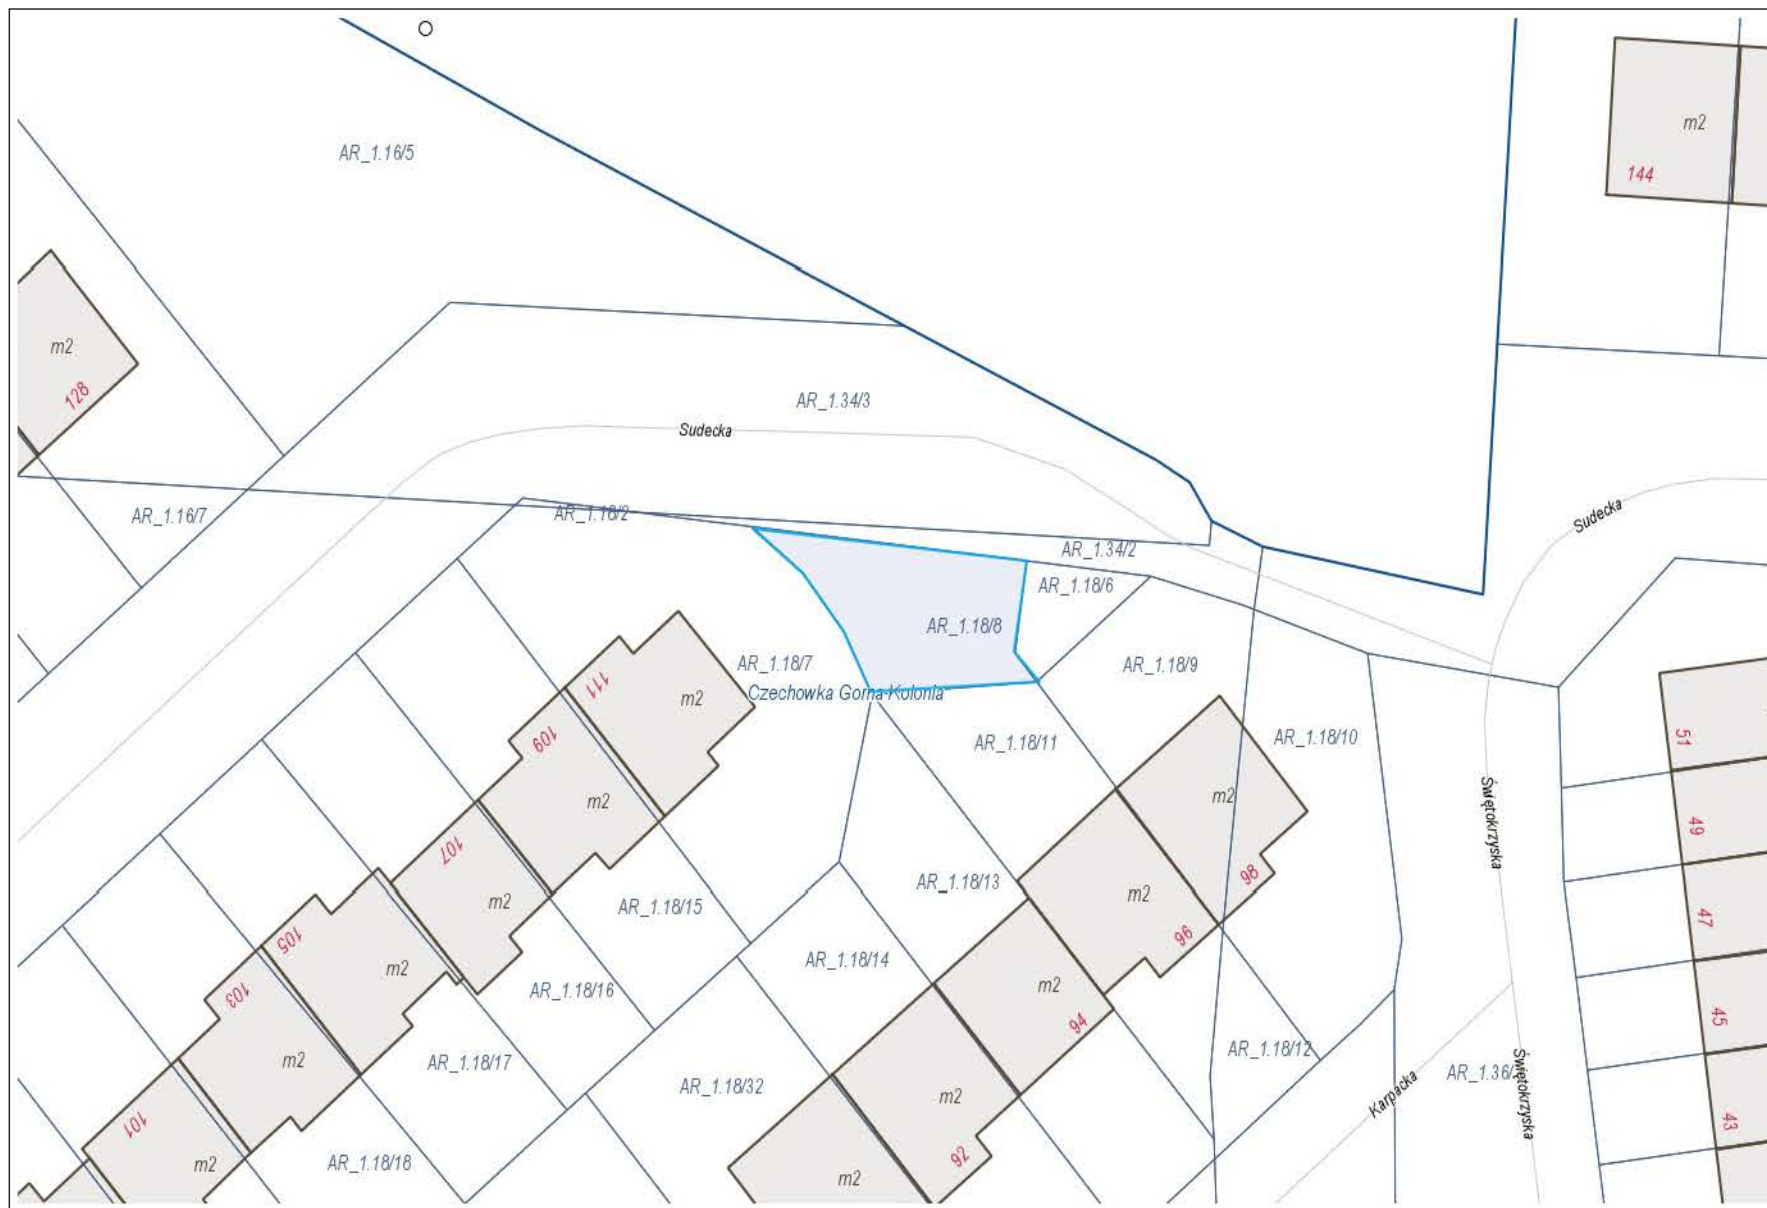 m2
AR_1.16/5
144
m2
128
AR_1.34/3
Sudecka
Sudecka
AR_1.16/7
AR_1.18/2
AR_1.34/2
AR_1.18/6
AR_1.18/8
AR_1.18/7
AR_1.18/9
Czechowka Gorna-Kolonia
111
m2
109
AR_1.18/11
AR_1.18/10
51
m2
m2
107
Świętokrzyska
49
AR_1.18/13
m2
98
AR_1.18/15
m2
47
105
96
m2
AR_1.18/14
AR_1.18/16
m2
103
94
45
AR_1.18/17
m2
AR_1.18/12
AR_1.36/
Świętokrzyska
AR_1.18/32
m2
Karpacka
101
43
AR_1.18/18
m2
92
m2